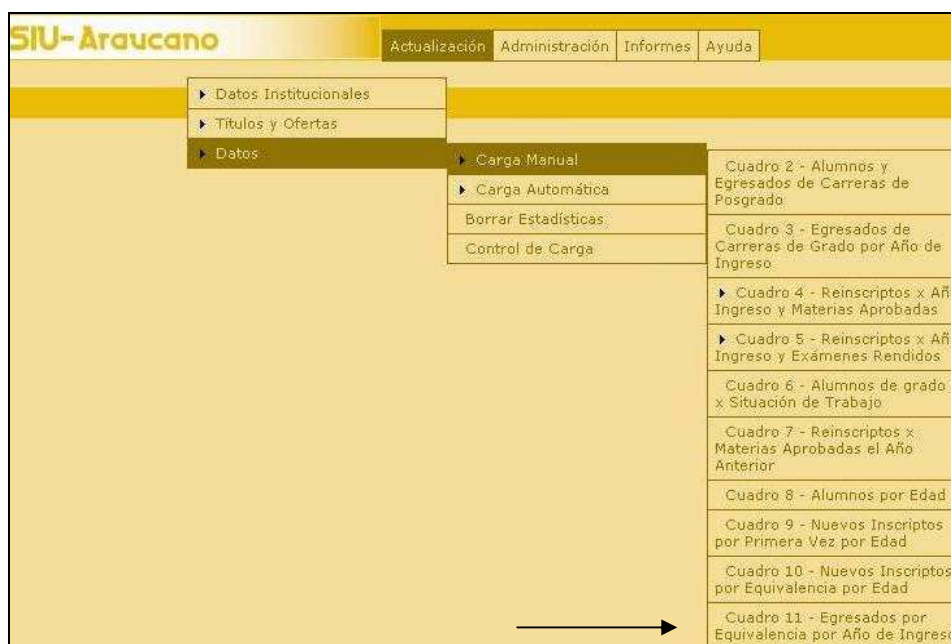 SIU-Araucano
Actualización Administración Informes Ayuda
Datos Institucionales
Títulos y Ofertas
Datos
Carga Manual
Carga Automática
Borrar Estadísticas
Control de Carga
Cuadro 2 - Alumnos y
Egresados de Carreras de
Posgrado
Cuadro 3 - Egresados de
Carreras de Grado por Año de
Ingreso
Cuadro 4 - Reinscriptos x Añ
Ingreso y Materias Aprobadas
Cuadro 5 - Reinscriptos x Añ
Ingreso y Exámenes Rendidos
Cuadro 6 - Alumnos de grado
x Situación de Trabajo
Cuadro 7 - Reinscriptos x
Materias Aprobadas el Año
Anterior
Cuadro 8 - Alumnos por Edad
Cuadro 9 - Nuevos Inscriptos
por Primera Vez por Edad
Cuadro 10 - Nuevos Inscriptos
por Equivalencia por Edad
Cuadro 11 - Egresados por
Equivalencia por Año de Ingreso